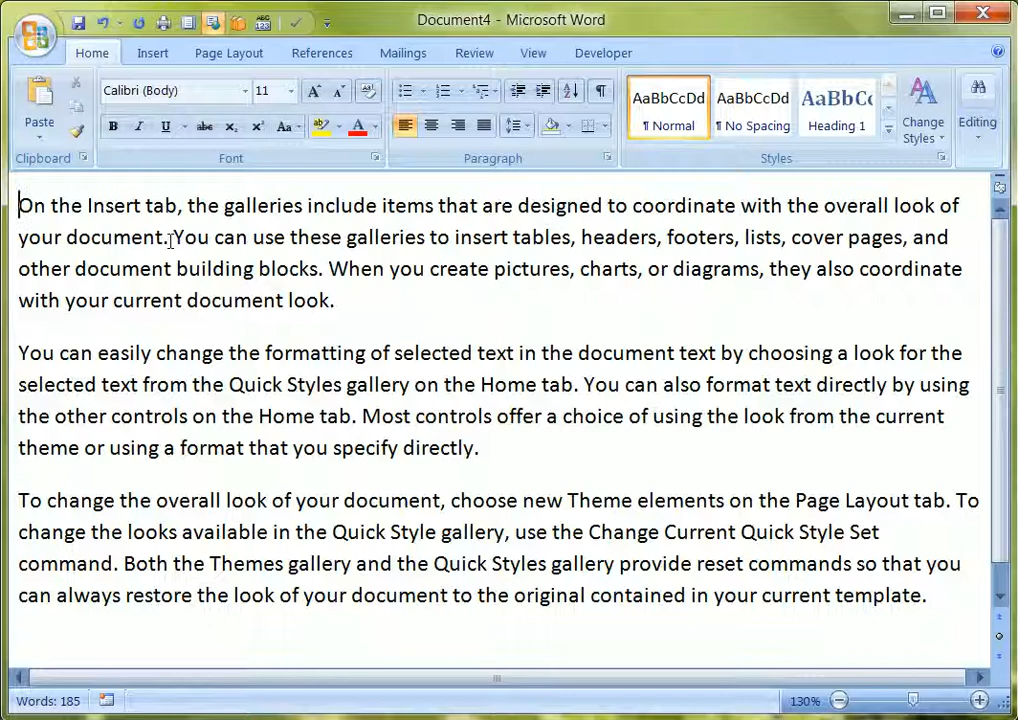 Document4 - Microsoft Word
Home Insert Page Layout References Mailings Review View Developer
Calibri (Body) 11
AaBbCcDd AaBbCcDd AaBbCc
Paste
B I U abc X₂ X² Aa ab A
¶ Normal ¶ No Spacing Heading 1
Change Styles
Editing
Clipboard Font Paragraph Styles
On the Insert tab, the galleries include items that are designed to coordinate with the overall look of
your document. You can use these galleries to insert tables, headers, footers, lists, cover pages, and
other document building blocks. When you create pictures, charts, or diagrams, they also coordinate
with your current document look.
You can easily change the formatting of selected text in the document text by choosing a look for the
selected text from the Quick Styles gallery on the Home tab. You can also format text directly by using
the other controls on the Home tab. Most controls offer a choice of using the look from the current
theme or using a format that you specify directly.
To change the overall look of your document, choose new Theme elements on the Page Layout tab. To
change the looks available in the Quick Style gallery, use the Change Current Quick Style Set
command. Both the Themes gallery and the Quick Styles gallery provide reset commands so that you
can always restore the look of your document to the original contained in your current template.
Words: 185 130%